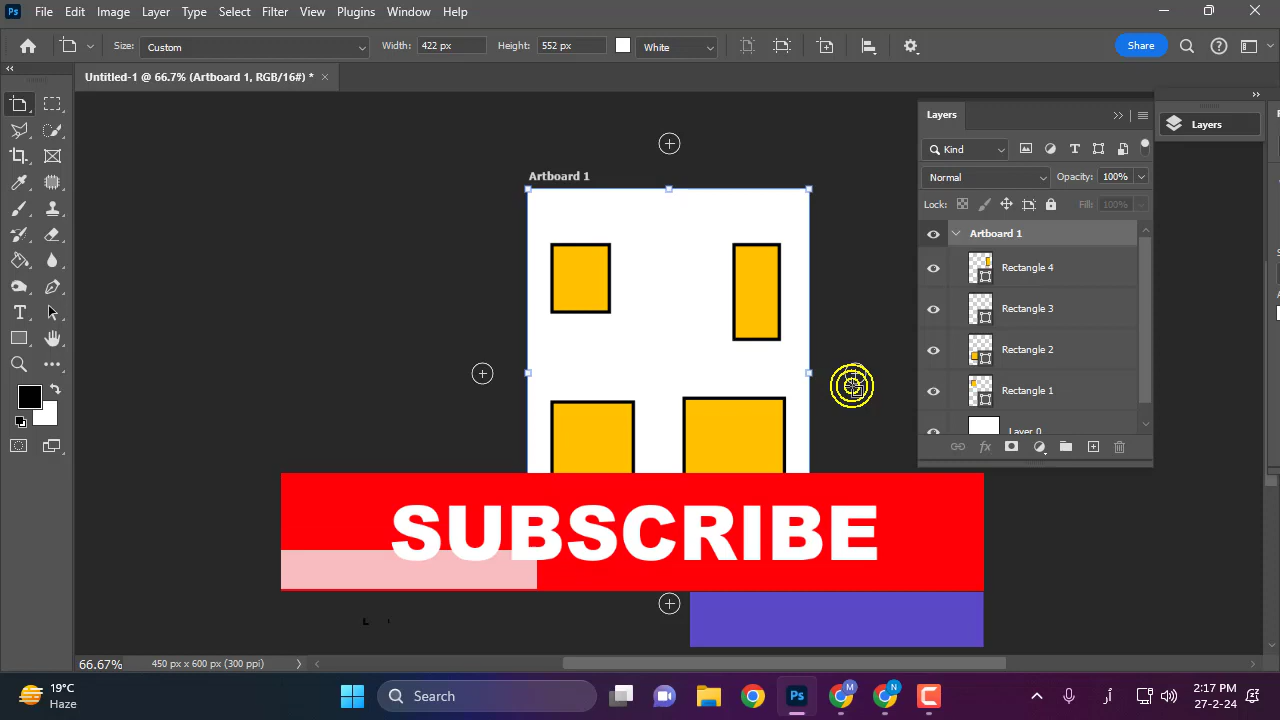 Ps File Edit Image Layer Type Select Filter View Plugins Window Help
Size: Custom Width: 422 px Height: 552 px White Share
Untitled-1 @ 66.7% (Artboard 1, RGB/16#) *
Layers
Layers
Kind
Normal Opacity: 100%
Lock: Fill: 100%
Artboard 1
Artboard 1
Rectangle 4
Rectangle 3
Rectangle 2
Rectangle 1
Layer 0
fx
SUBSCRIBE
66.67% 450 px x 600 px (300 ppi)
19°C
Haze
Search
Ps
M
N
2:17 PM
27-2-24